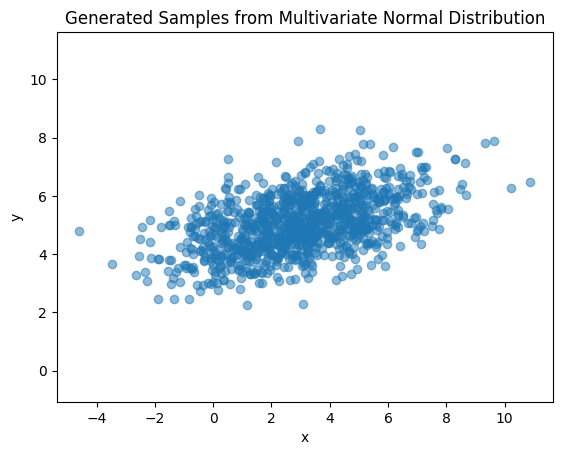 Generated Samples from Multivariate Normal Distribution
10
8
6
4
2
0
y
−4 −2 0 2 4 6 8 10
x